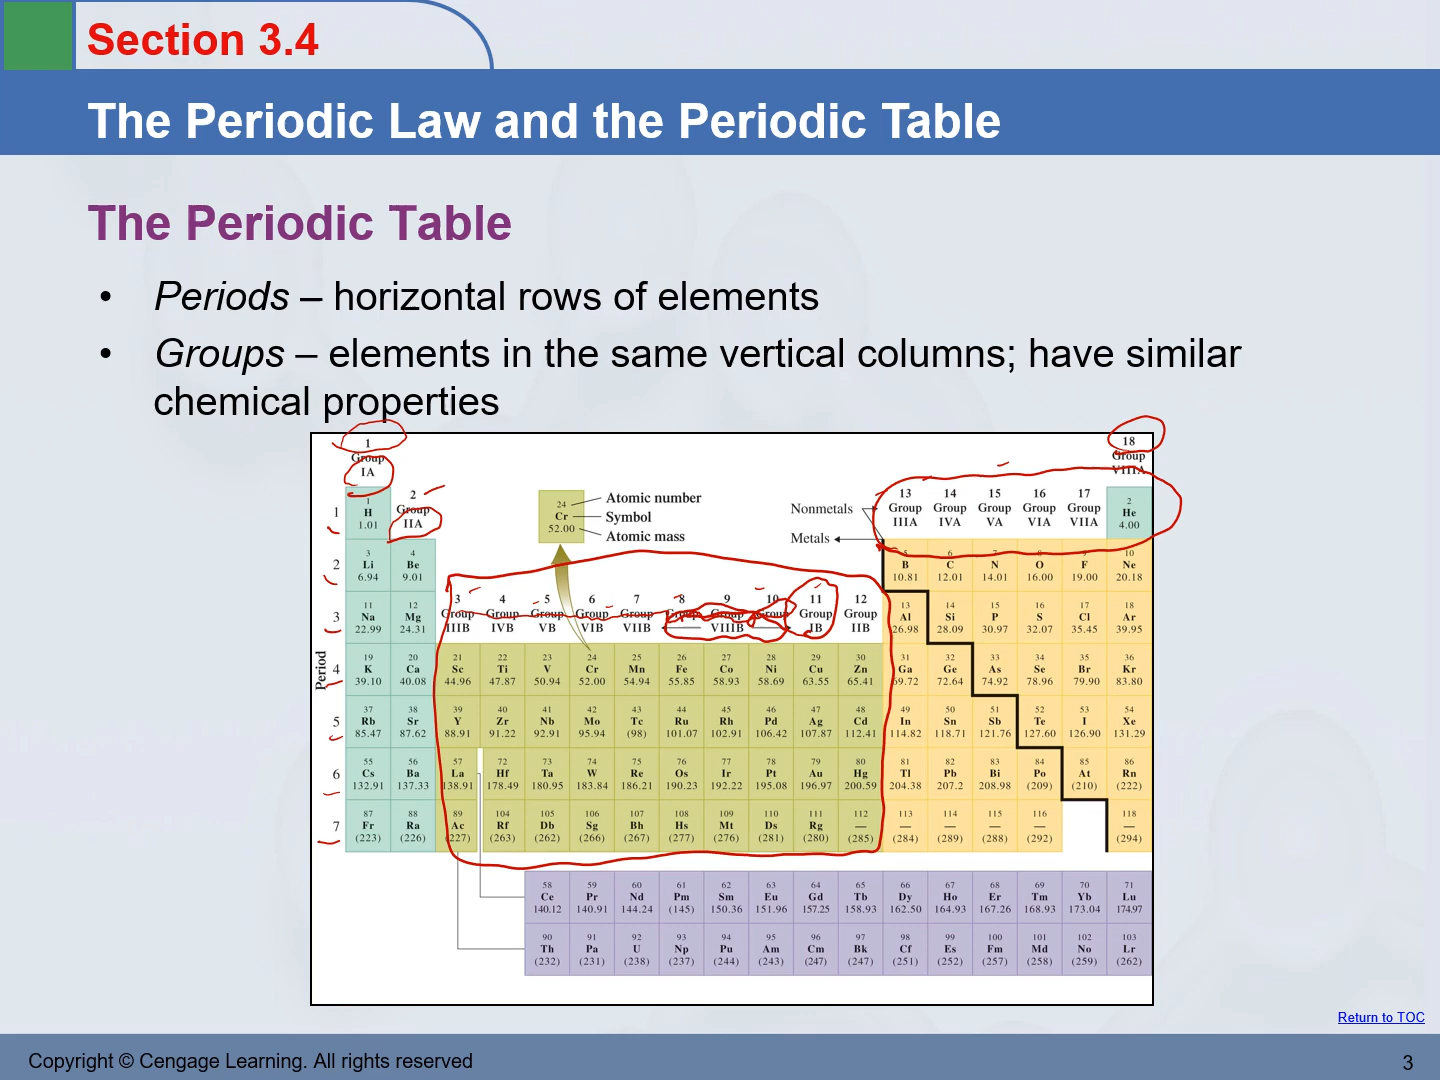 Section 3.4
The Periodic Law and the Periodic Table
The Periodic Table
• Periods – horizontal rows of elements
• Groups – elements in the same vertical columns; have similar
chemical properties
1 18
Group Group
IA VIIIA
2 13 14 15 16 17
Group Group Group Group Group Group
IIA IIIA IVA VA VIA VIIA
24 Atomic number
Cr Symbol
52.00 Atomic mass
Nonmetals
Metals
Period
1 2
1 H He
1.01 4.00
3 4 5 6 7 8 9 10
2 Li Be B C N O F Ne
6.94 9.01 10.81 12.01 14.01 16.00 19.00 20.18
3 4 5 6 7 8 9 10 11 12
Group Group Group Group Group Group Group Group Group Group
IIIB IVB VB VIB VIIB VIIIB IB IIB
11 12 13 14 15 16 17 18
3 Na Mg Al Si P S Cl Ar
22.99 24.31 26.98 28.09 30.97 32.07 35.45 39.95
19 20 21 22 23 24 25 26 27 28 29 30 31 32 33 34 35 36
4 K Ca Sc Ti V Cr Mn Fe Co Ni Cu Zn Ga Ge As Se Br Kr
39.10 40.08 44.96 47.87 50.94 52.00 54.94 55.85 58.93 58.69 63.55 65.41 69.72 72.64 74.92 78.96 79.90 83.80
37 38 39 40 41 42 43 44 45 46 47 48 49 50 51 52 53 54
5 Rb Sr Y Zr Nb Mo Tc Ru Rh Pd Ag Cd In Sn Sb Te I Xe
85.47 87.62 88.91 91.22 92.91 95.94 (98) 101.07 102.91 106.42 107.87 112.41 114.82 118.71 121.76 127.60 126.90 131.29
55 56 57 72 73 74 75 76 77 78 79 80 81 82 83 84 85 86
6 Cs Ba La Hf Ta W Re Os Ir Pt Au Hg Tl Pb Bi Po At Rn
132.91 137.33 138.91 178.49 180.95 183.84 186.21 190.23 192.22 195.08 196.97 200.59 204.38 207.2 208.98 (209) (210) (222)
87 88 89 104 105 106 107 108 109 110 111 112 113 114 115 116 118
7 Fr Ra Ac Rf Db Sg Bh Hs Mt Ds Rg — — — — — —
(223) (226) (227) (263) (262) (266) (267) (277) (276) (281) (280) (285) (284) (289) (288) (292) (294)
58 59 60 61 62 63 64 65 66 67 68 69 70 71
Ce Pr Nd Pm Sm Eu Gd Tb Dy Ho Er Tm Yb Lu
140.12 140.91 144.24 (145) 150.36 151.96 157.25 158.93 162.50 164.93 167.26 168.93 173.04 174.97
90 91 92 93 94 95 96 97 98 99 100 101 102 103
Th Pa U Np Pu Am Cm Bk Cf Es Fm Md No Lr
(232) (231) (238) (237) (244) (243) (247) (247) (251) (252) (257) (258) (259) (262)
Return to TOC
Copyright © Cengage Learning. All rights reserved 3